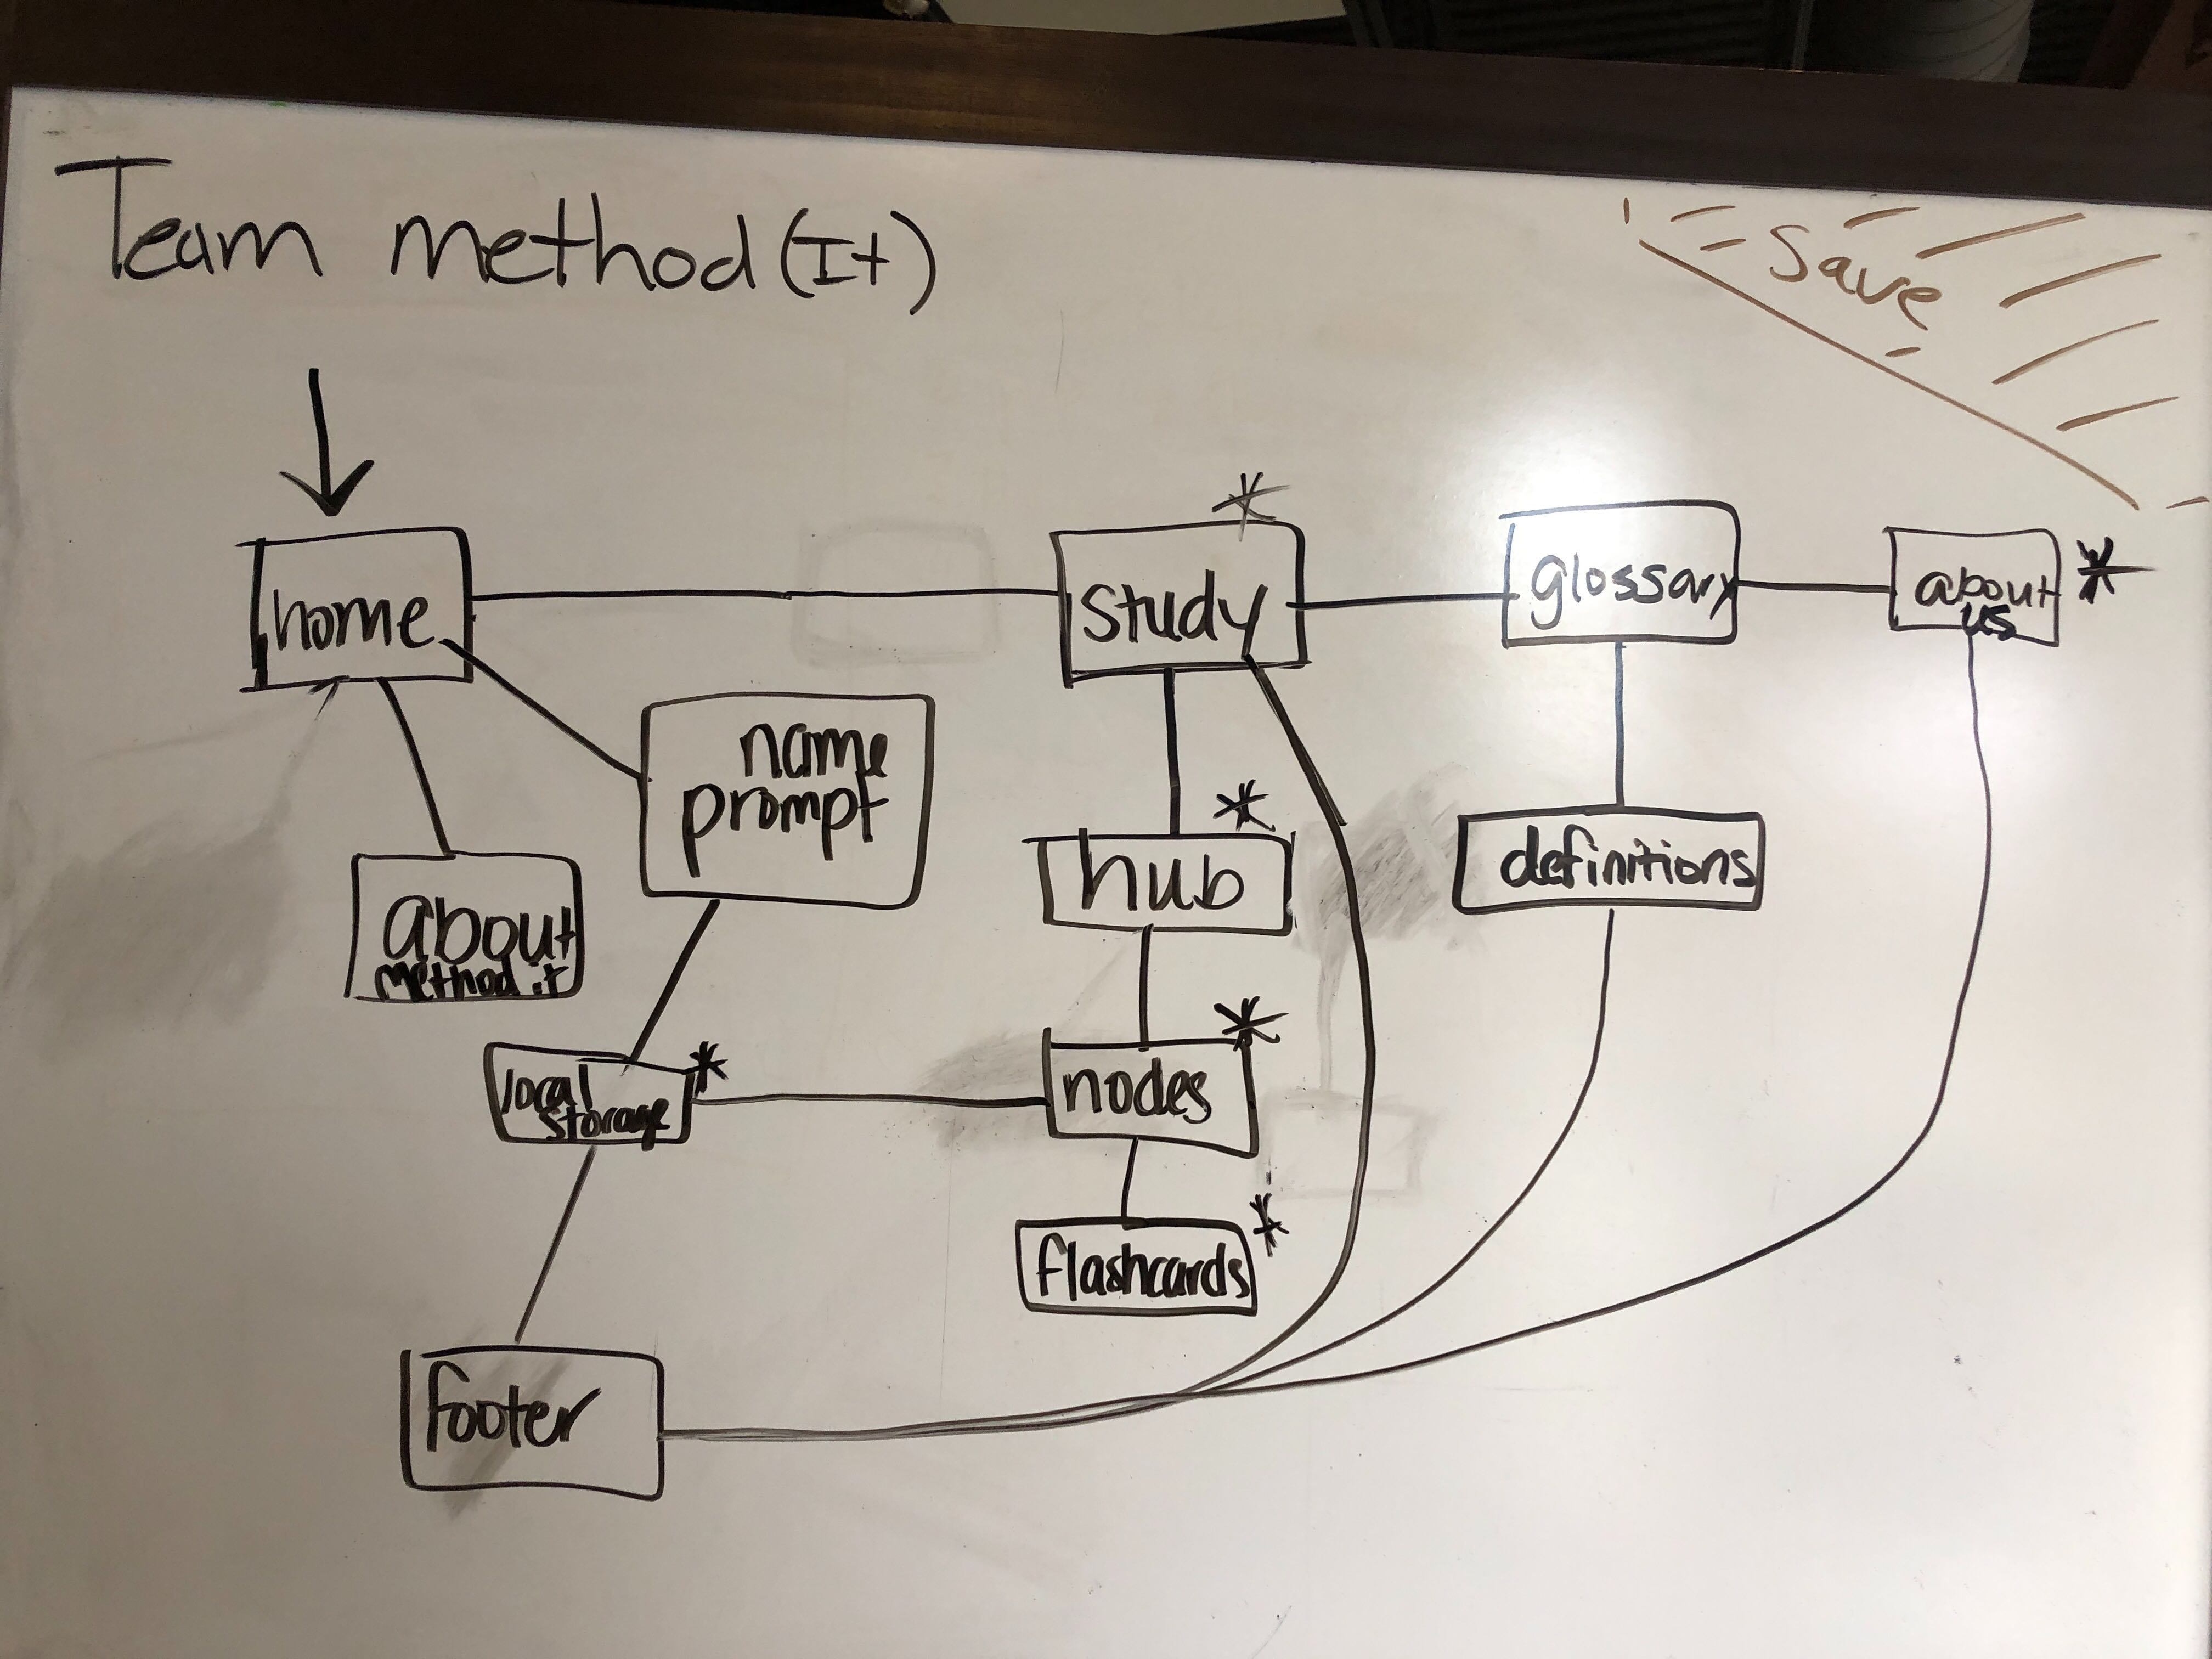 Team method (It)
Save
home
study
*
glossary
about
us
*
name
prompt
about
method it
hub
*
definitions
local
storage
*
nodes
*
flashcards
*
footer